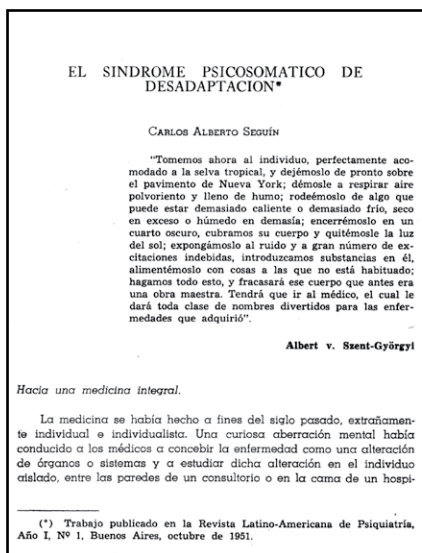 EL SINDROME PSICOSOMATICO DE
DESADAPTACION*
CARLOS ALBERTO SEGUÍN
"Tomemos ahora al individuo, perfectamente aco-
modado a la selva tropical, y dejémoslo de pronto sobre
el pavimento de Nueva York; démosle a respirar aire
polvoriento y lleno de humo; rodeémoslo de algo que
puede estar demasiado caliente o demasiado frío, seco
en exceso o húmedo en demasía; encerrémoslo en un
cuarto oscuro, cubramos su cuerpo y quitémosle la luz
del sol; expongámoslo al ruido y a gran número de ex-
citaciones indebidas, introduzcamos substancias en él,
alimentémoslo con cosas a las que no está habituado;
hagamos todo esto, y fracasará ese cuerpo que antes era
una obra maestra. Tendrá que ir al médico, el cual le
dará toda clase de nombres divertidos para las enfer-
medades que adquirió".
Albert v. Szent-Györgyi
Hacia una medicina integral.
La medicina se había hecho a fines del siglo pasado, extrañamen-
te individual e individualista. Una curiosa aberración mental había
conducido a los médicos a concebir la enfermedad como una alteración
de órganos o sistemas y a estudiar dicha alteración en el individuo
aislado, entre las paredes de un consultorio o en la cama de un hospi-
(*) Trabajo publicado en la Revista Latino-Americana de Psiquiatría,
Año I, Nº 1, Buenos Aires, octubre de 1951.